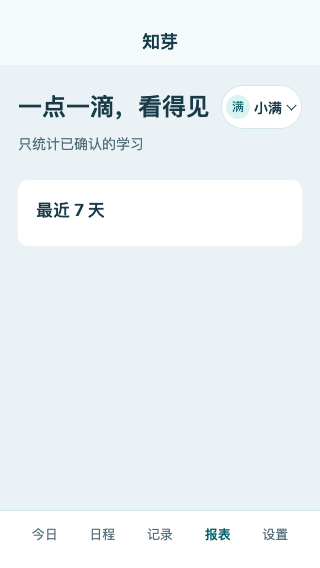 知芽
一点一滴，看得见
满 小满
只统计已确认的学习
最近 7 天
今日 日程 记录 报表 设置